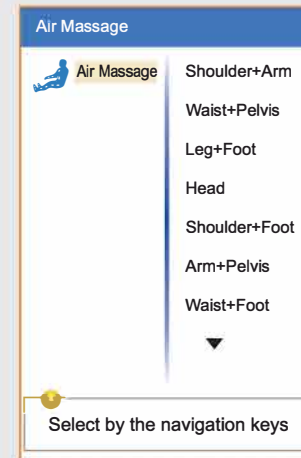 Air Massage
Air Massage
Shoulder+Arm
Waist+Pelvis
Leg+Foot
Head
Shoulder+Foot
Arm+Pelvis
Waist+Foot
Select by the navigation keys